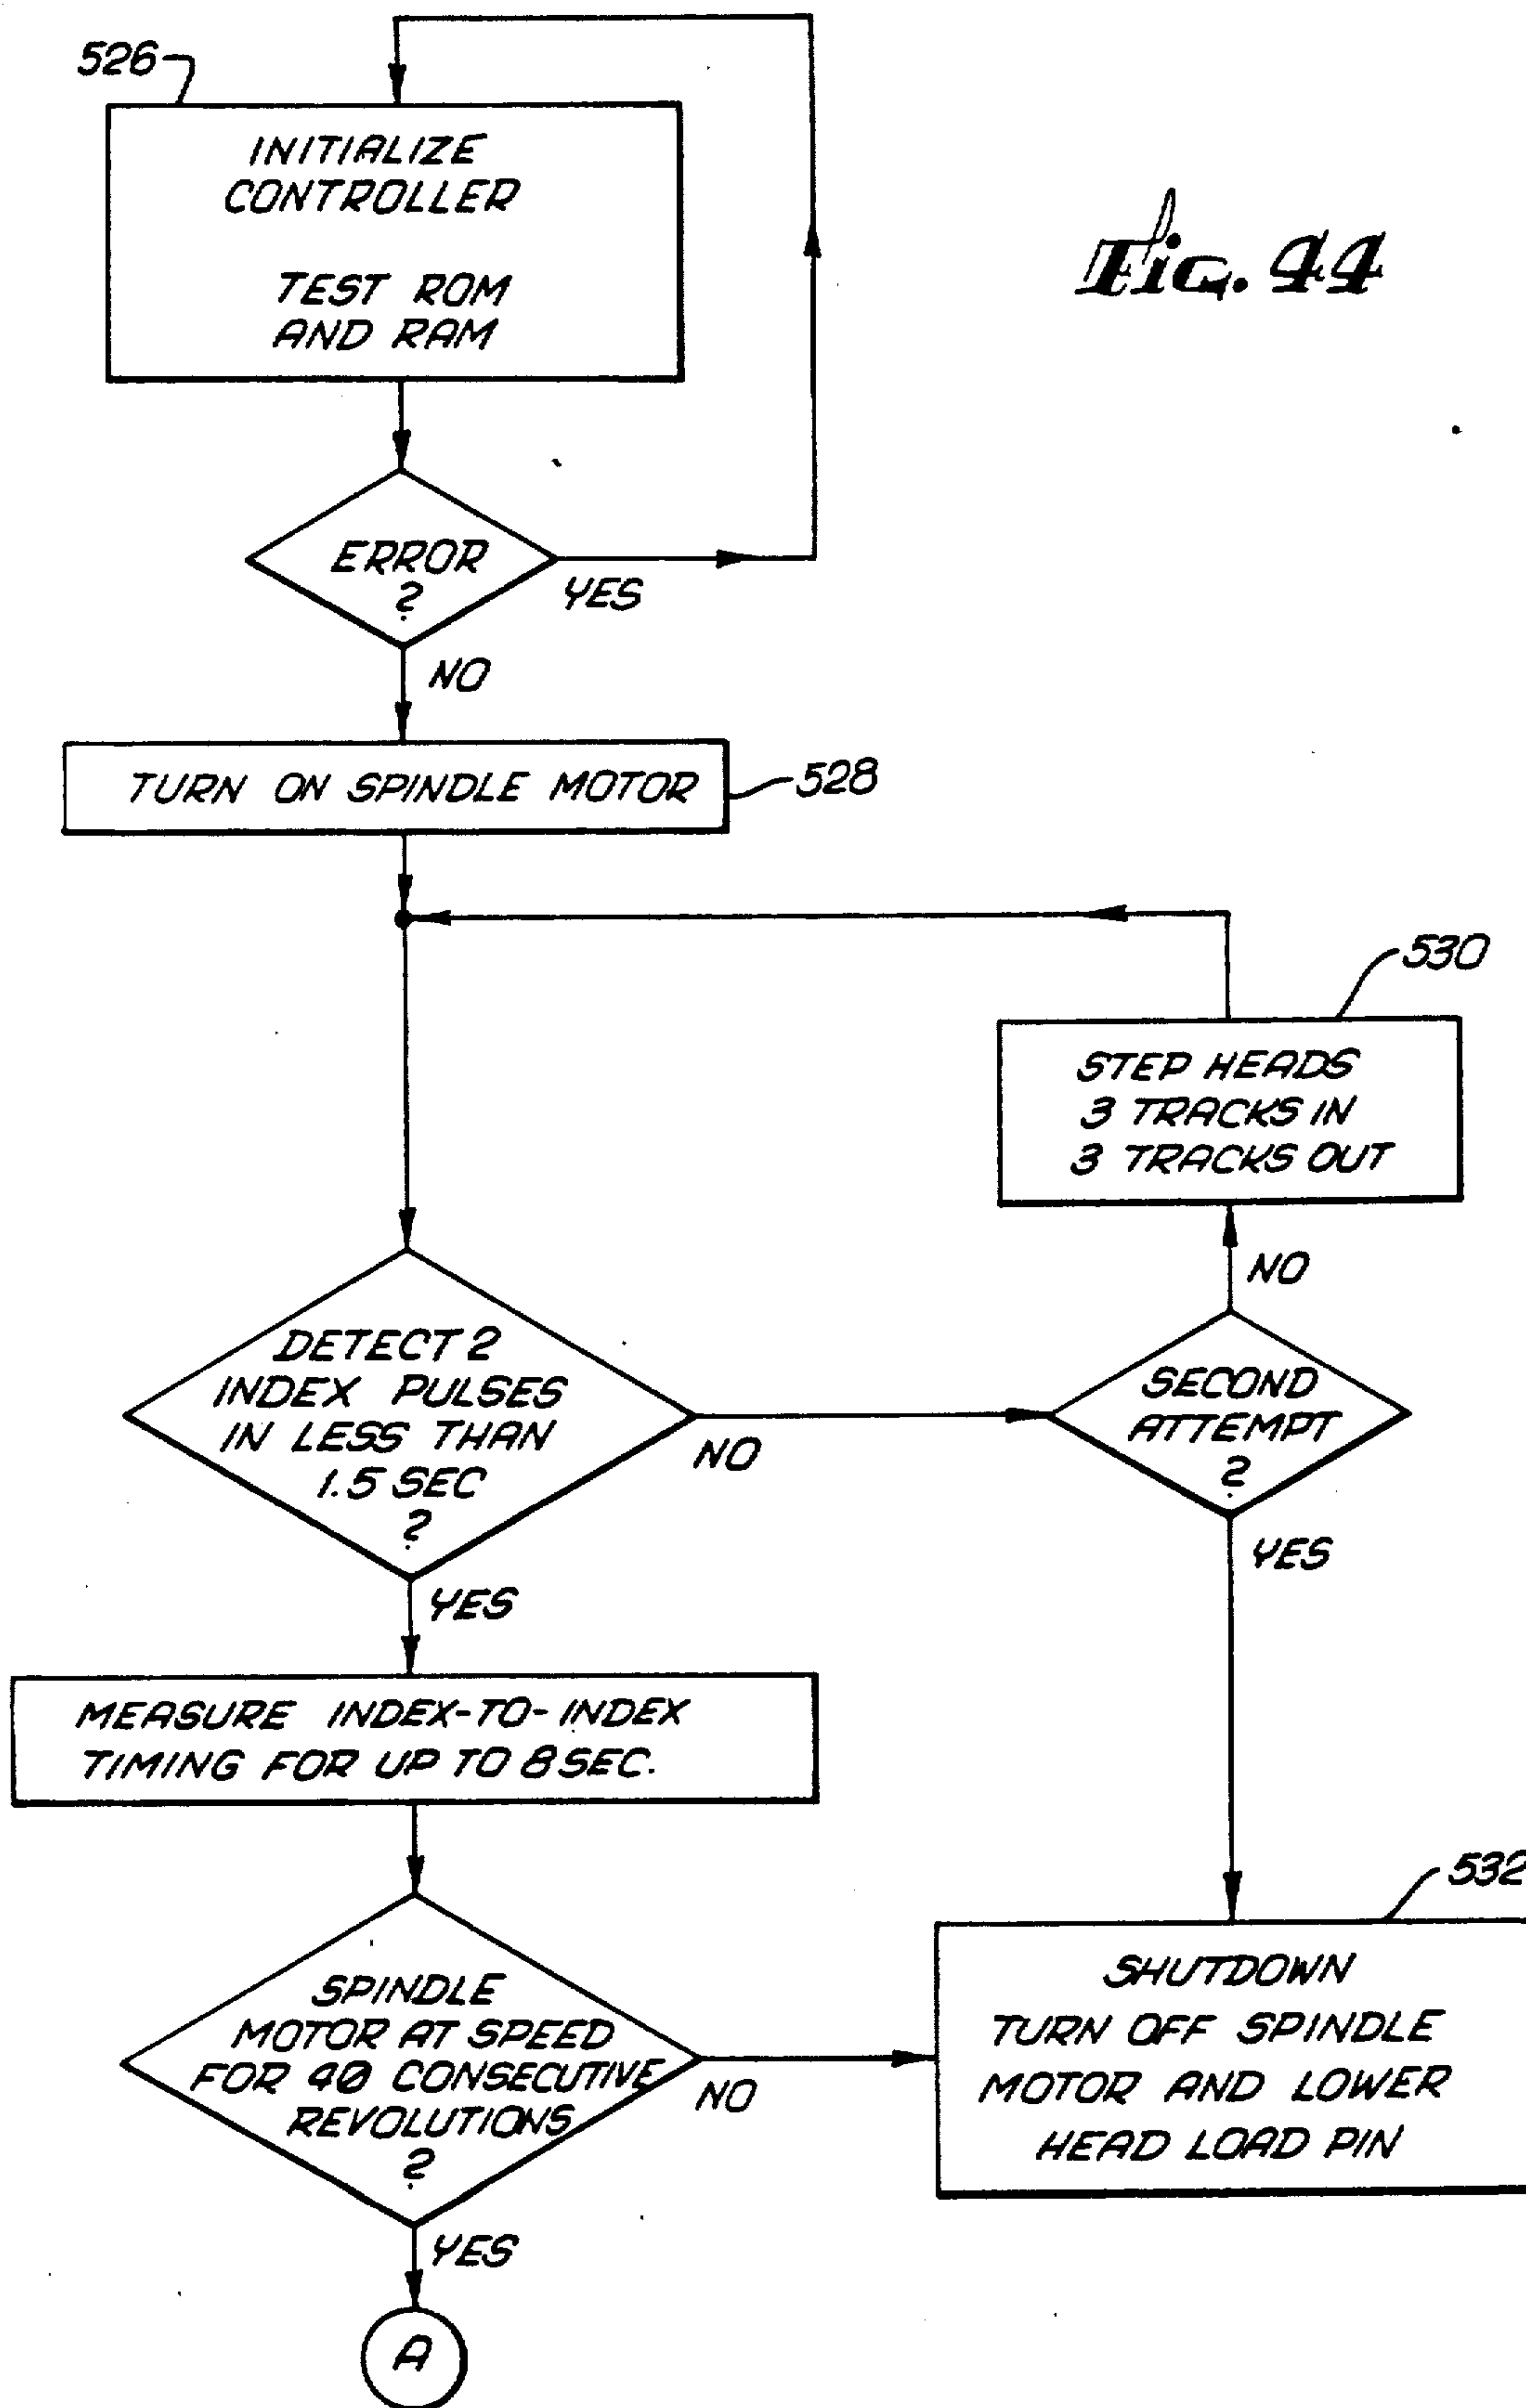 526
INITIALIZE
CONTROLLER
TEST ROM
AND RAM
Fig. 44
ERROR
?
YES
NO
TURN ON SPINDLE MOTOR
528
530
STEP HEADS
3 TRACKS IN
3 TRACKS OUT
NO
DETECT 2
INDEX PULSES
IN LESS THAN
1.5 SEC
?
NO
SECOND
ATTEMPT
?
YES
YES
MEASURE INDEX-TO-INDEX
TIMING FOR UP TO 8 SEC.
532
SPINDLE
MOTOR AT SPEED
FOR 40 CONSECUTIVE
REVOLUTIONS
?
NO
SHUTDOWN
TURN OFF SPINDLE
MOTOR AND LOWER
HEAD LOAD PIN
YES
A